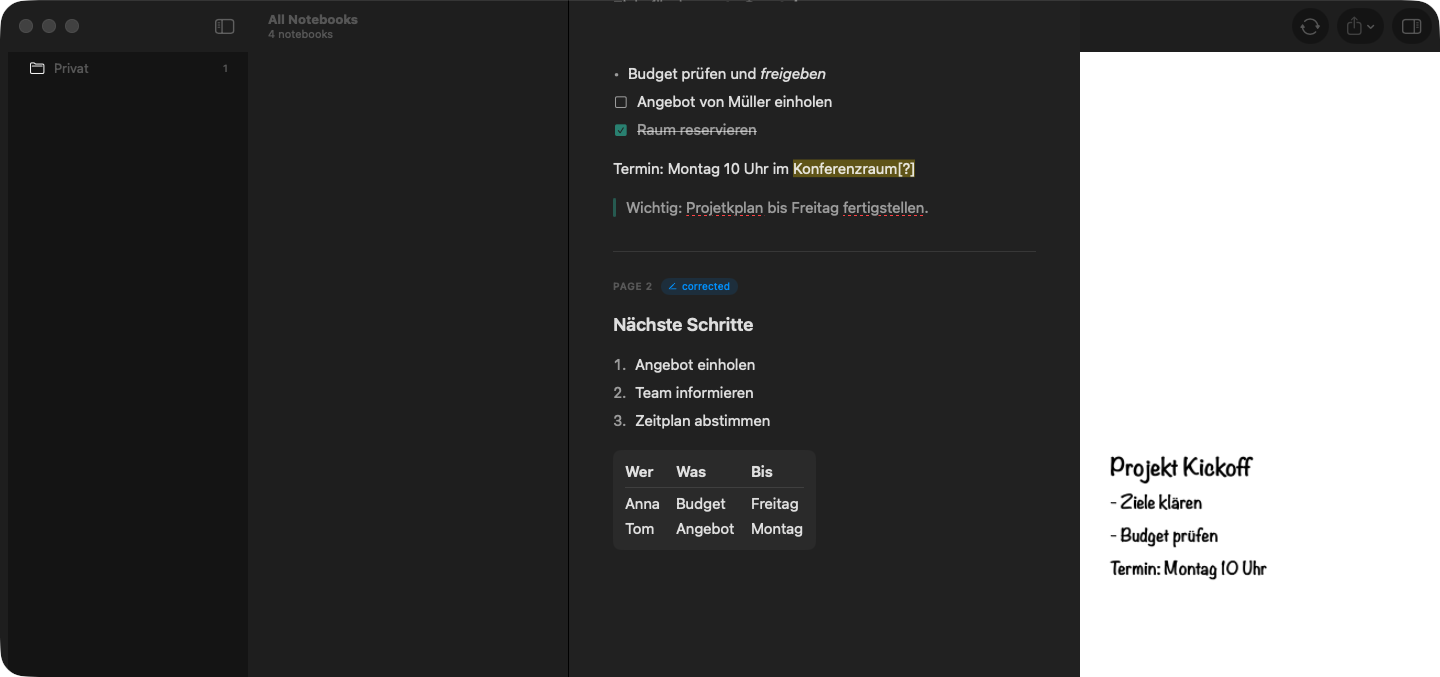 All Notebooks
4 notebooks
Privat 1
• Budget prüfen und freigeben
Angebot von Müller einholen
Raum reservieren
Termin: Montag 10 Uhr im Konferenzraum[?]
Wichtig: Projetkplan bis Freitag fertigstellen.
PAGE 2 corrected
Nächste Schritte
1. Angebot einholen
2. Team informieren
3. Zeitplan abstimmen
Wer Was Bis
Anna Budget Freitag
Tom Angebot Montag
Projekt Kickoff
- Ziele klären
- Budget prüfen
Termin: Montag 10 Uhr